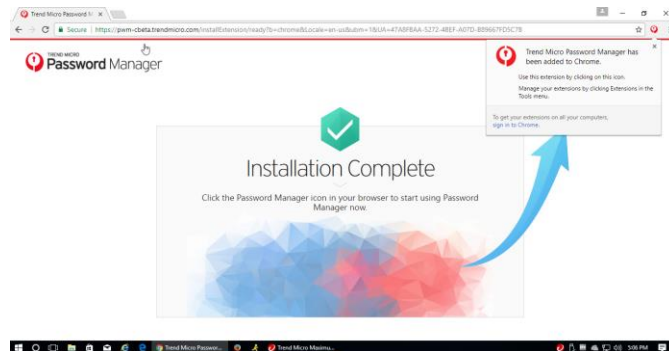 Trend Micro Password M
Secure
https://pwm-cbeta.trendmicro.com/installExtension/ready?b=chrome&Locale=en-us&utm=1&UA=47A8FBAA-5272-48EF-A07D-B89667FD5C78
TREND MICRO
Password Manager
Trend Micro Password Manager has
been added to Chrome.
Use this extension by clicking on this icon.
Manage your extensions by clicking Extensions in the
Tools menu.
To get your extensions on all your computers,
sign in to Chrome.
Installation Complete
Click the Password Manager icon in your browser to start using Password
Manager now.
Trend Micro Passwor...
Trend Micro Maximu...
5:06 PM